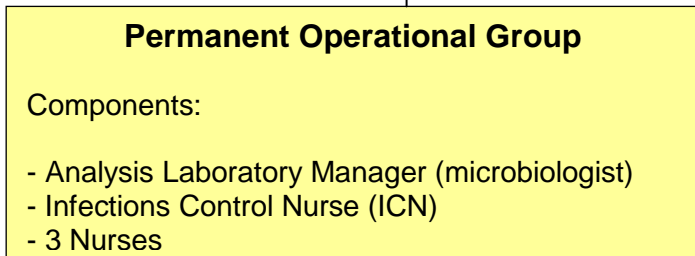 Permanent Operational Group
Components:
- Analysis Laboratory Manager (microbiologist)
- Infections Control Nurse (ICN)
- 3 Nurses